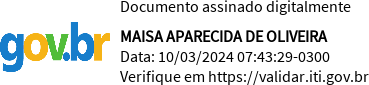 Documento assinado digitalmente
gov.br
MAISA APARECIDA DE OLIVEIRA
Data: 10/03/2024 07:43:29-0300
Verifique em https://validar.iti.gov.br